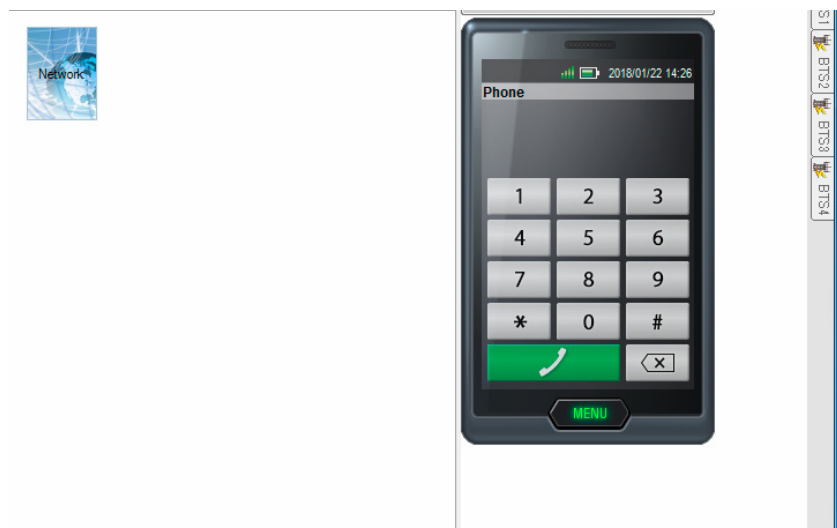 Network
2018/01/22 14:26
Phone
1 2 3
4 5 6
7 8 9
* 0 #
MENU
S1
BTS2
BTS3
BTS4